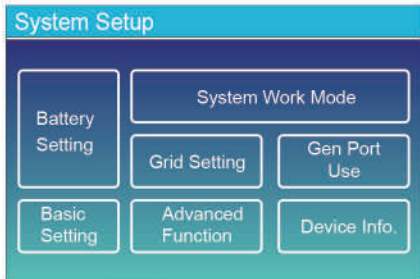 System Setup
Battery
Setting
System Work Mode
Grid Setting
Gen Port
Use
Basic
Setting
Advanced
Function
Device Info.